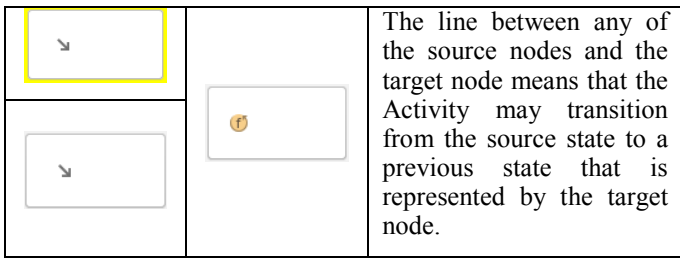 The line between any of
the source nodes and the
target node means that the
Activity may transition
from the source state to a
previous state that is
represented by the target
node.
f